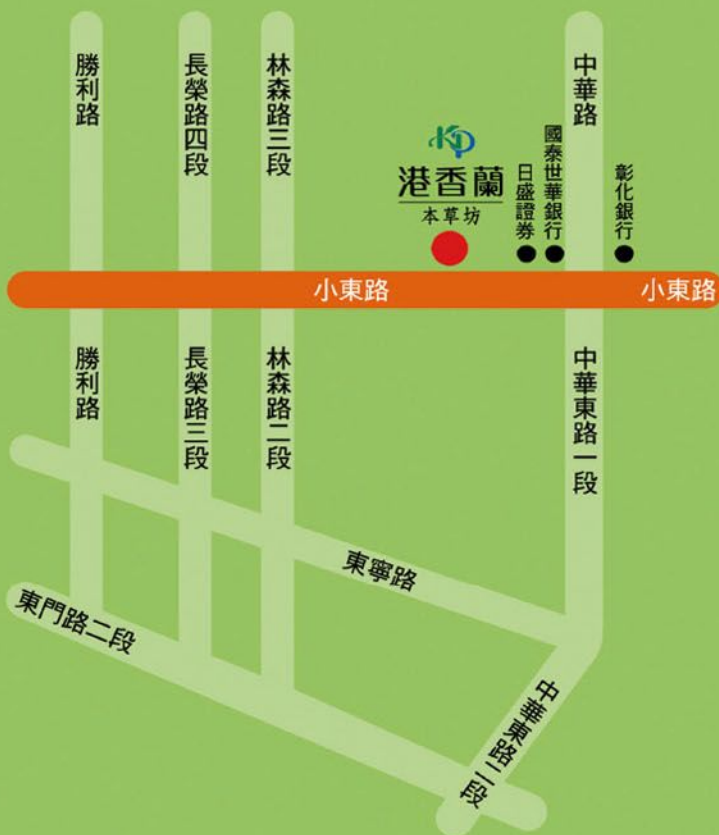 勝利路
長榮路四段
林森路三段
KP
港香蘭
本草坊
日盛證券
國泰世華銀行
中華路
彰化銀行
小東路
小東路
勝利路
長榮路三段
林森路二段
中華東路一段
東寧路
東門路二段
中華東路二段